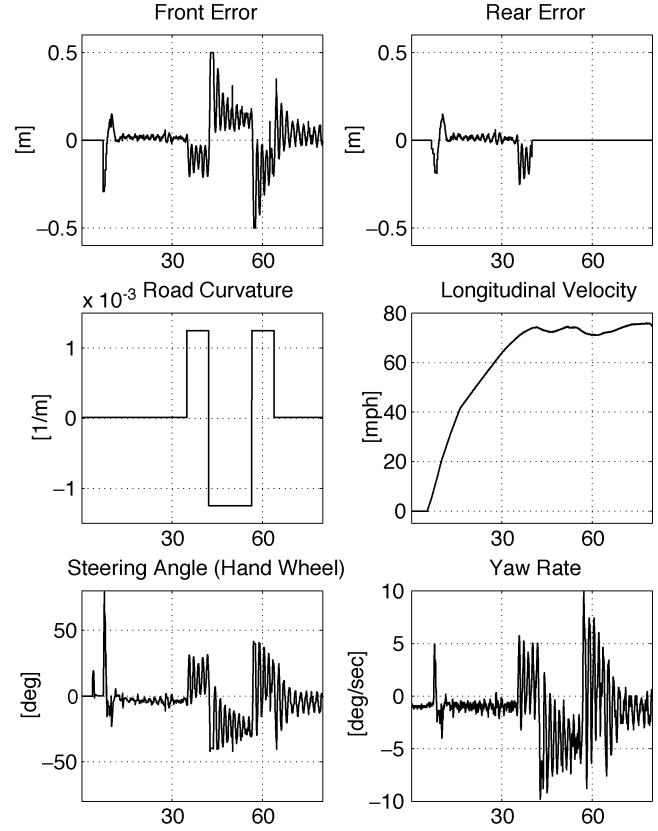 Front Error
Rear Error
0.5
0
−0.5
[m]
30
60
0.5
0
−0.5
[m]
30
60
x 10-3
Road Curvature
1
0
−1
[1/m]
30
60
Longitudinal Velocity
80
60
40
20
0
[mph]
30
60
Steering Angle (Hand Wheel)
50
0
−50
[deg]
30
60
Yaw Rate
10
5
0
−5
−10
[deg/sec]
30
60